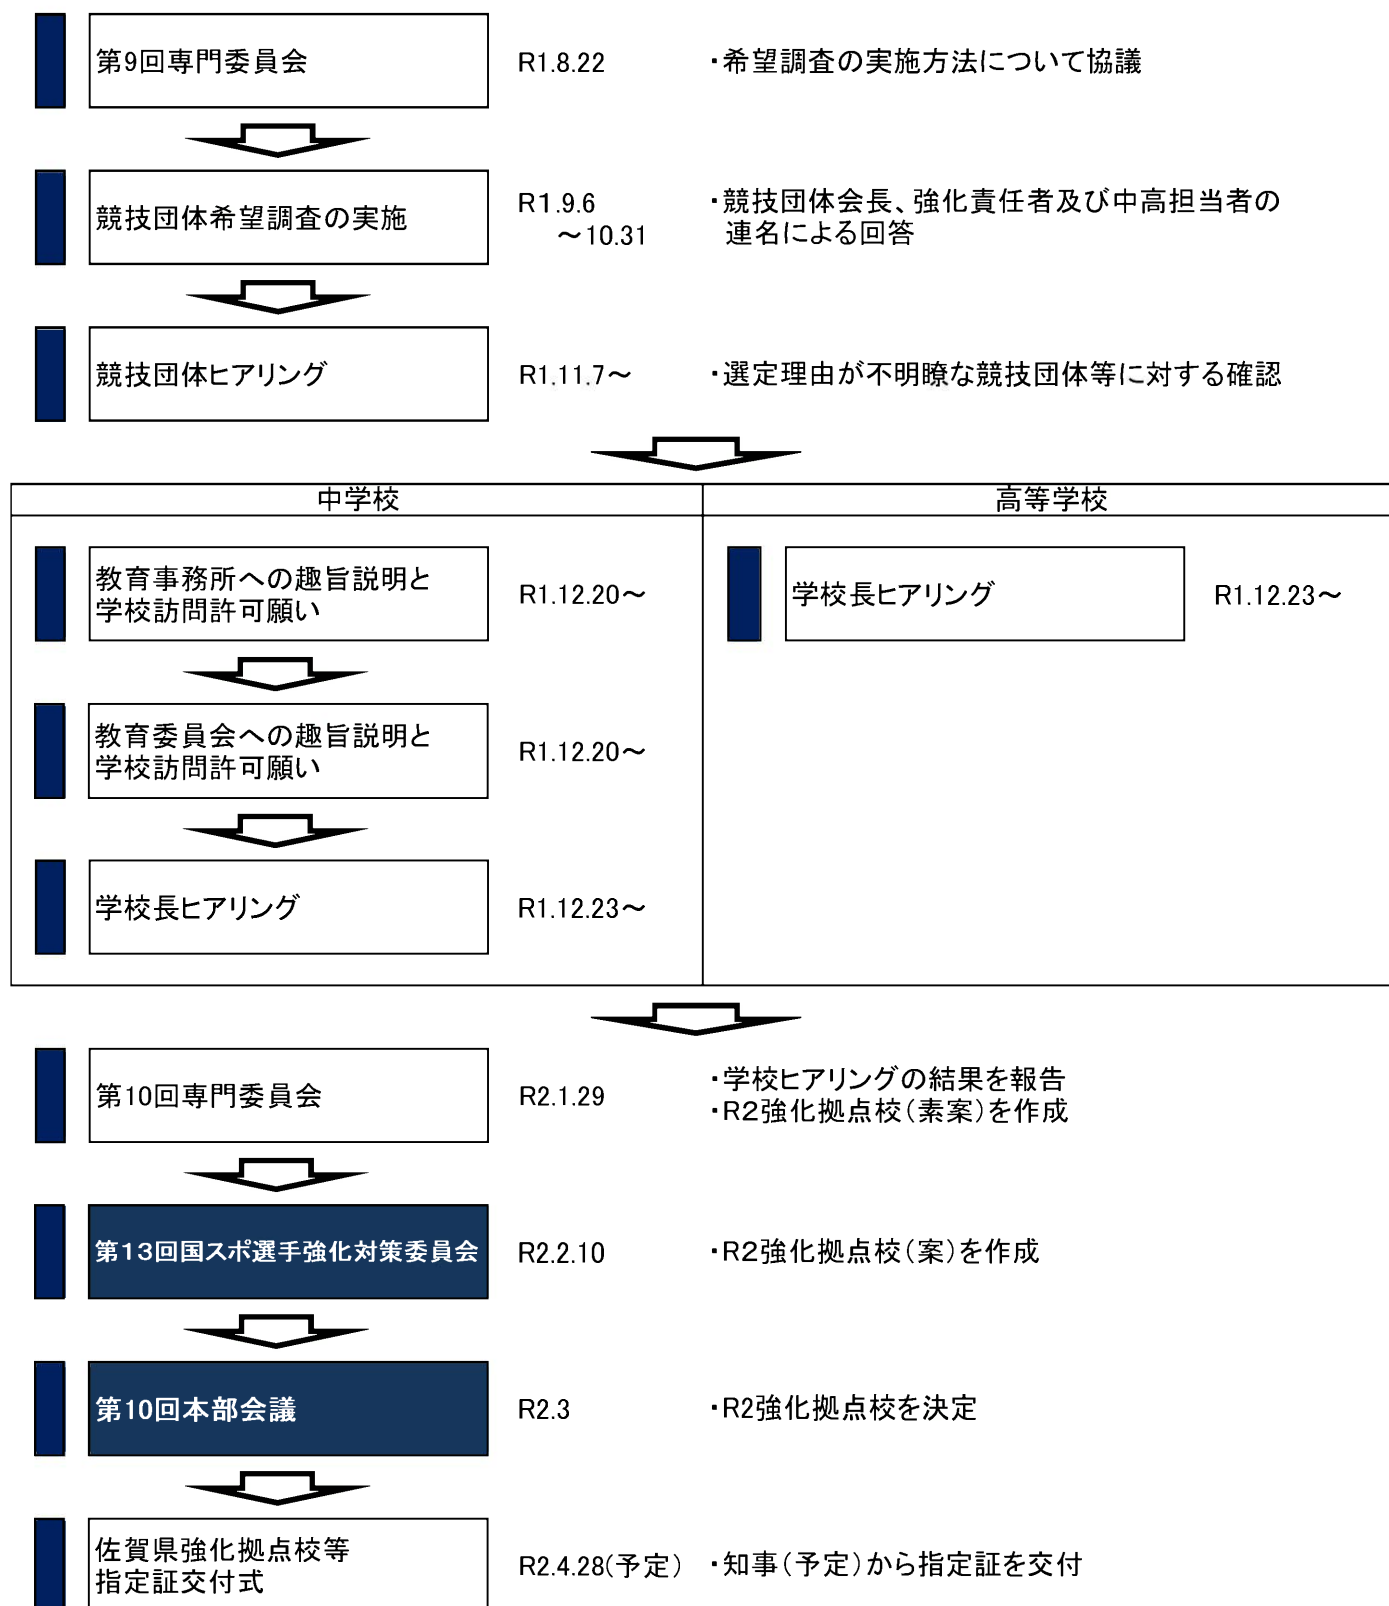 第9回専門委員会 R1.8.22 ・希望調査の実施方法について協議
競技団体希望調査の実施 R1.9.6 ～10.31 ・競技団体会長、強化責任者及び中高担当者の
連名による回答
競技団体ヒアリング R1.11.7～ ・選定理由が不明瞭な競技団体等に対する確認
中学校 高等学校
教育事務所への趣旨説明と
学校訪問許可願い R1.12.20～
教育委員会への趣旨説明と
学校訪問許可願い R1.12.20～
学校長ヒアリング R1.12.23～
学校長ヒアリング R1.12.23～
第10回専門委員会 R2.1.29 ・学校ヒアリングの結果を報告
・R2強化拠点校（素案）を作成
第１３回国スポ選手強化対策委員会 R2.2.10 ・R2強化拠点校（案）を作成
第10回本部会議 R2.3 ・R2強化拠点校を決定
佐賀県強化拠点校等
指定証交付式 R2.4.28(予定) ・知事（予定）から指定証を交付